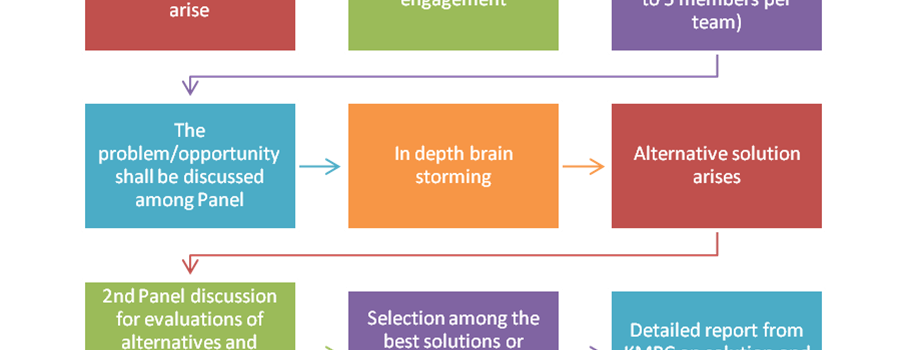 arise
engagement
to 5 members per
team)
The
problem/opportunity
shall be discussed
among Panel
In depth brain
storming
Alternative solution
arises
2nd Panel discussion
for evaluations of
alternatives and
Selection among the
best solutions or
Detailed report from